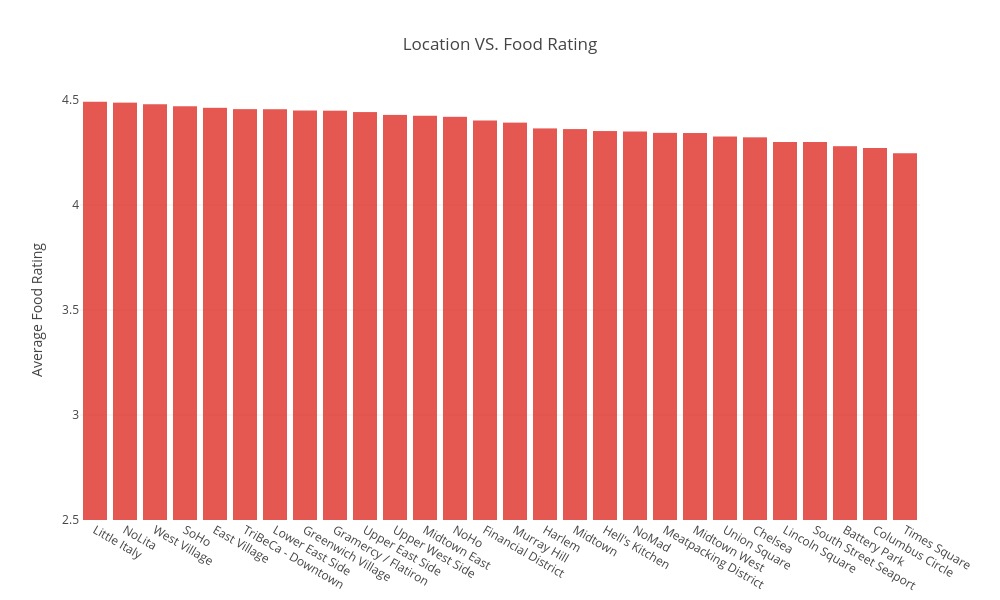 Location VS. Food Rating
Average Food Rating
4.5
4
3.5
3
2.5
Little Italy
NoLita
West Village
SoHo
East Village
TriBeCa - Downtown
Lower East Side
Greenwich Village
Gramercy / Flatiron
Upper East Side
Upper West Side
Midtown East
NoHo
Financial District
Murray Hill
Harlem
Midtown
Hell's Kitchen
NoMad
Meatpacking District
Midtown West
Union Square
Chelsea
Lincoln Square
South Street Seaport
Battery Park
Columbus Circle
Times Square